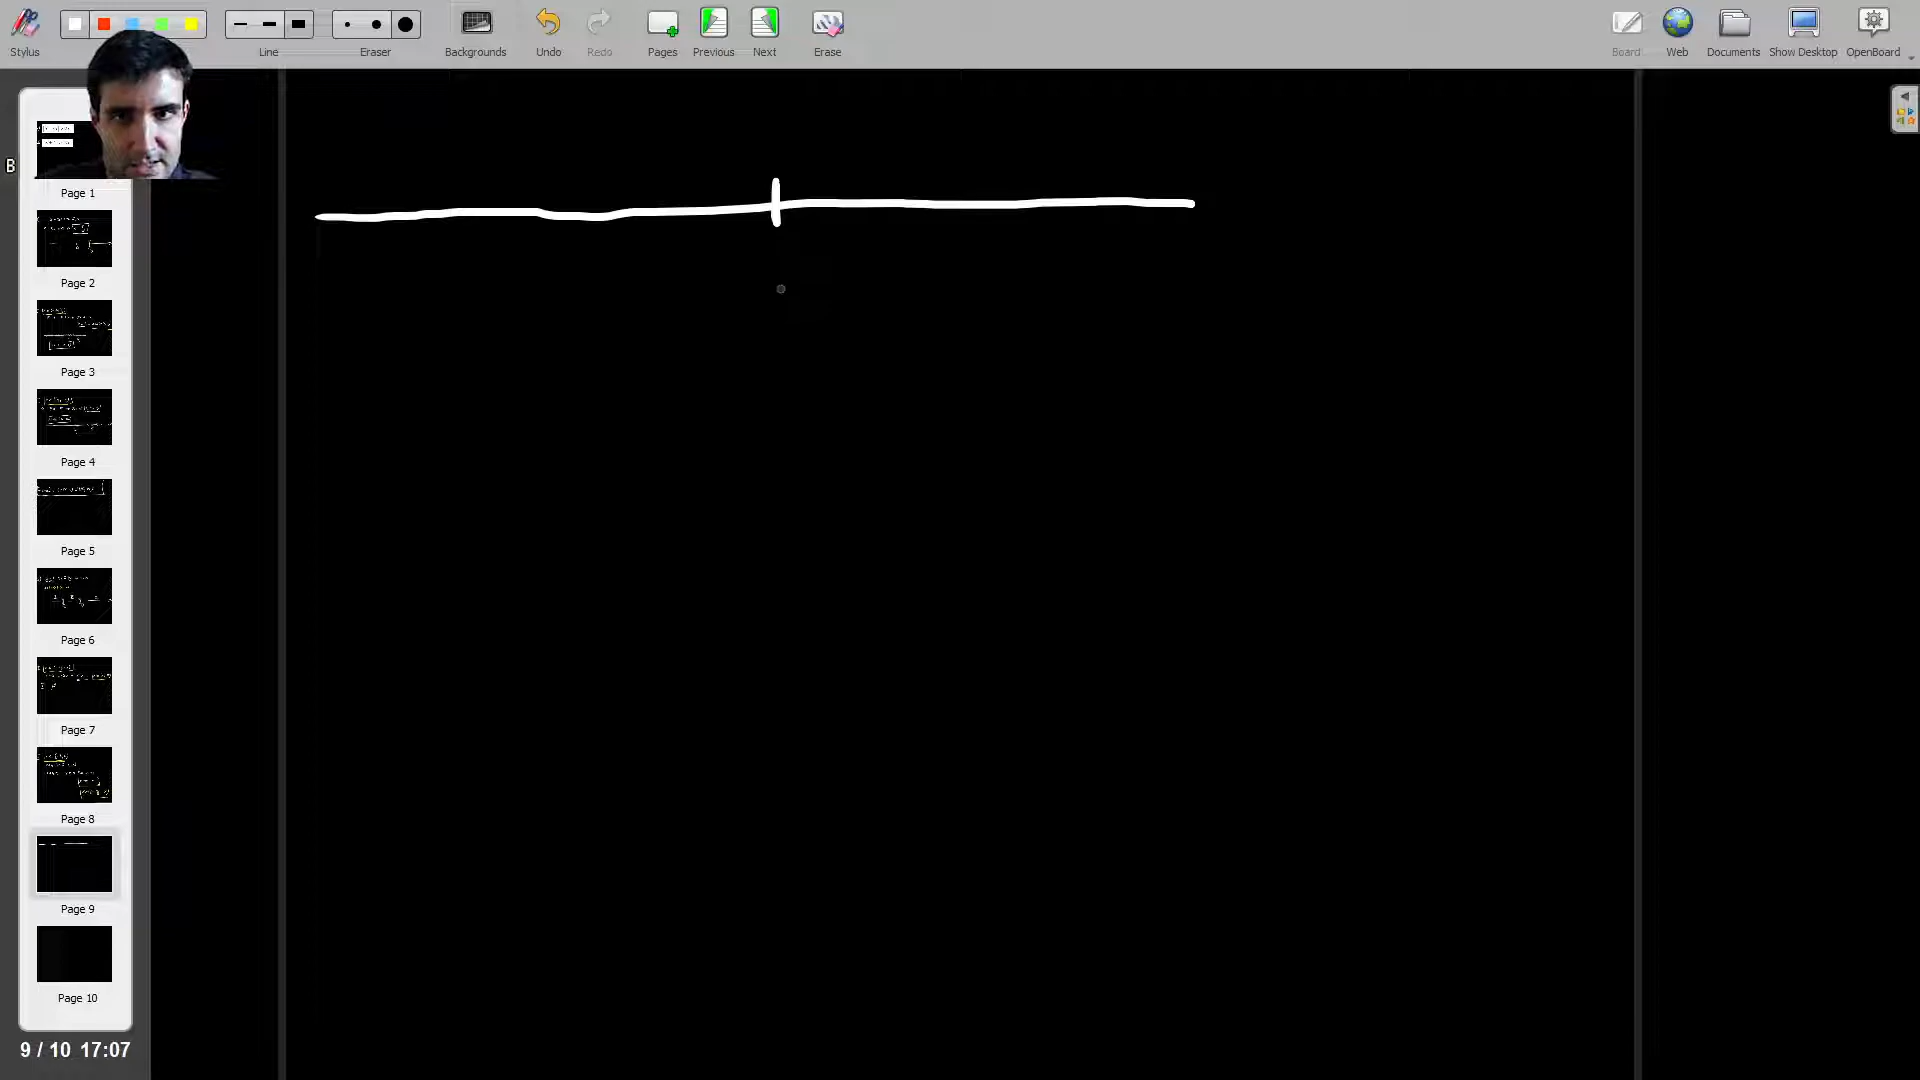 Stylus
Line
Eraser
Backgrounds
Undo
Redo
Pages
Previous
Next
Erase
Board
Web
Documents
Show Desktop
OpenBoard
B
Page 1
Page 2
Page 3
Page 4
Page 5
Page 6
Page 7
Page 8
Page 9
Page 10
9 / 10 17:07